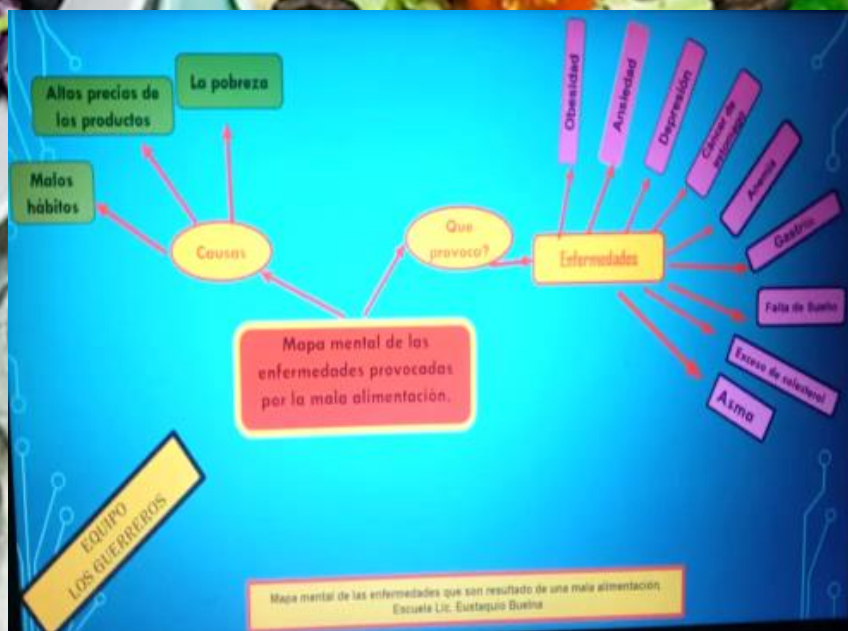 La pobreza
Altos precios de
los productos
Malos
hábitos
Causas
Que
provoca?
Enfermedades
Obesidad
Ansiedad
Depresión
Cáncer de
estomago
Anemia
Gastritis
Falta de Sueño
Exceso de colesterol
Asma
Mapa mental de las
enfermedades provocadas
por la mala alimentación.
EQUIPO
LOS GUERREROS
Mapa mental de las enfermedades que son resultado de una mala alimentación,
Escuela Lic. Eustaquio Buelna